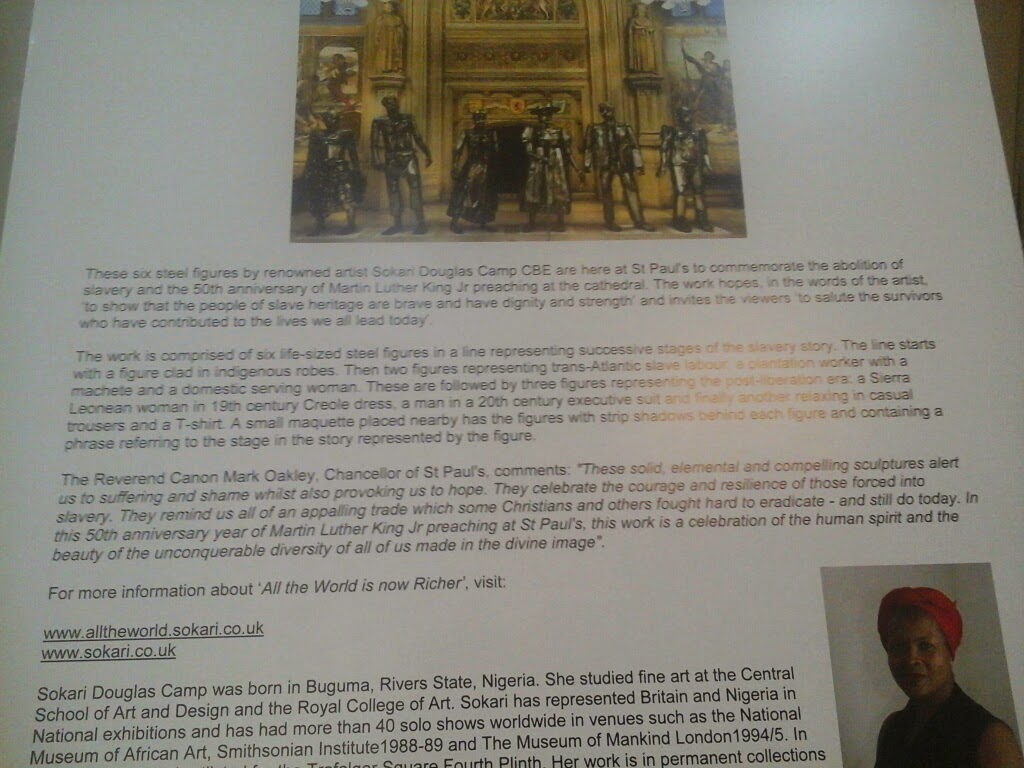 These six steel figures by renowned artist Sokari Douglas Camp CBE are here at St Paul's to commemorate the abolition of
slavery and the 50th anniversary of Martin Luther King Jr preaching at the cathedral. The work hopes, in the words of the artist,
'to show that the people of slave heritage are brave and have dignity and strength' and invites the viewers 'to salute the survivors
who have contributed to the lives we all lead today'.
The work is comprised of six life-sized steel figures in a line representing successive stages of the slavery story. The line starts
with a figure clad in indigenous robes. Then two figures representing trans-Atlantic slave labour, a plantation worker with a
machete and a domestic serving woman. These are followed by three figures representing the post-liberation era: a Sierra
Leonean woman in 19th century Creole dress, a man in a 20th century executive suit and finally another relaxing in casual
trousers and a T-shirt. A small maquette placed nearby has the figures with strip shadows behind each figure and containing a
phrase referring to the stage in the story represented by the figure.
The Reverend Canon Mark Oakley, Chancellor of St Paul's, comments: "These solid, elemental and compelling sculptures alert
us to suffering and shame whilst also provoking us to hope. They celebrate the courage and resilience of those forced into
slavery. They remind us all of an appalling trade which some Christians and others fought hard to eradicate - and still do today. In
this 50th anniversary year of Martin Luther King Jr preaching at St Paul's, this work is a celebration of the human spirit and the
beauty of the unconquerable diversity of all of us made in the divine image".
For more information about 'All the World is now Richer', visit:
www.alltheworld.sokari.co.uk
www.sokari.co.uk
Sokari Douglas Camp was born in Buguma, Rivers State, Nigeria. She studied fine art at the Central
School of Art and Design and the Royal College of Art. Sokari has represented Britain and Nigeria in
National exhibitions and has had more than 40 solo shows worldwide in venues such as the National
Museum of African Art, Smithsonian Institute1988-89 and The Museum of Mankind London1994/5. In
the Trafalgar Square Fourth Plinth. Her work is in permanent collections